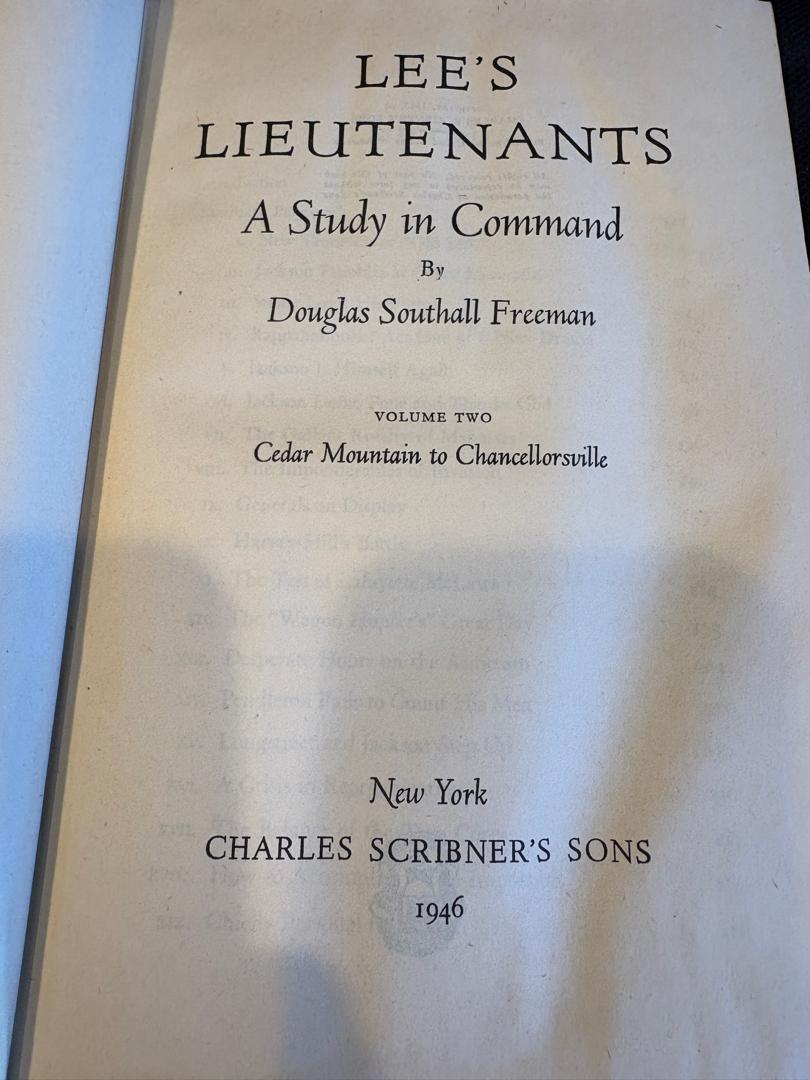 LEE'S
LIEUTENANTS
A Study in Command
By
Douglas Southall Freeman
VOLUME TWO
Cedar Mountain to Chancellorsville
New York
CHARLES SCRIBNER'S SONS
1946